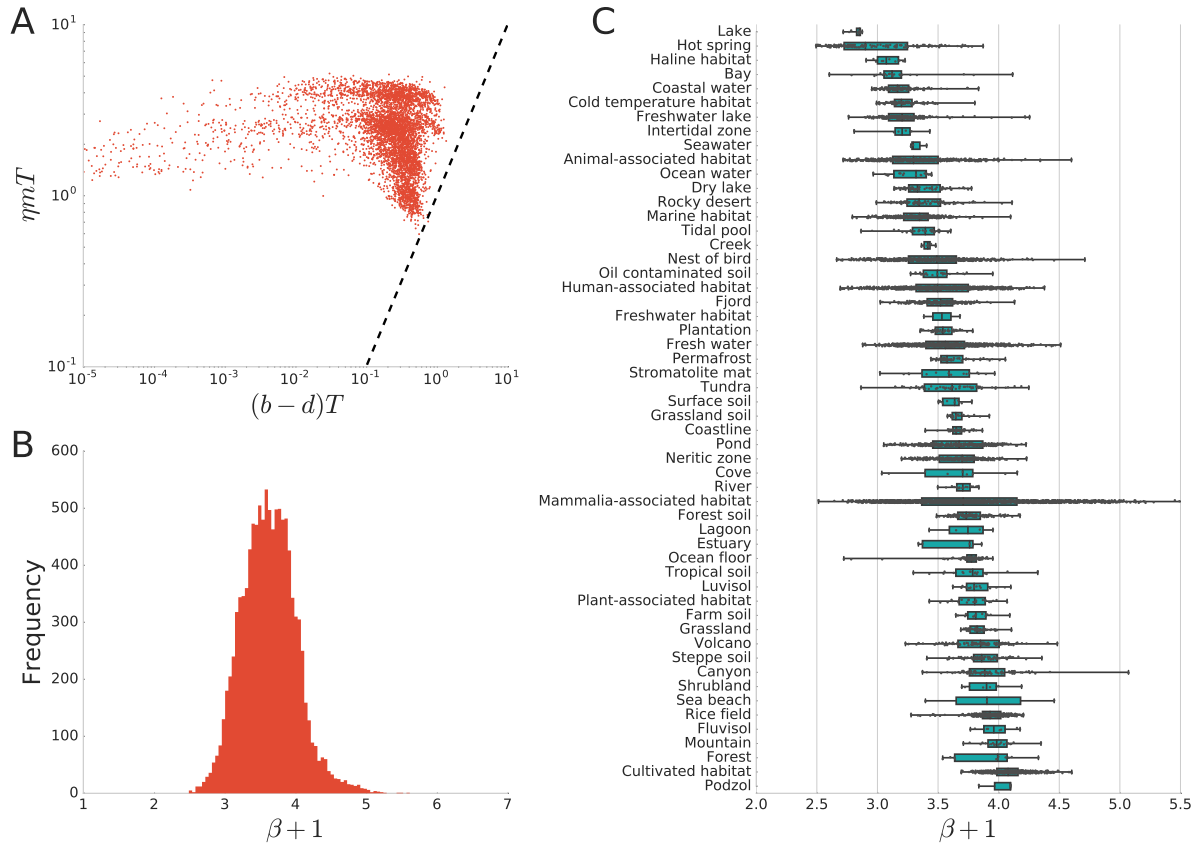 A
10^1
10^0
10^-1
ηmT
10^-5
10^-4
10^-3
10^-2
10^-1
10^0
10^1
(b − d)T
B
600
500
400
300
200
100
0
Frequency
1
2
3
4
5
6
7
β + 1
C
Lake
Hot spring
Haline habitat
Bay
Coastal water
Cold temperature habitat
Freshwater lake
Intertidal zone
Seawater
Animal-associated habitat
Ocean water
Dry lake
Rocky desert
Marine habitat
Tidal pool
Creek
Nest of bird
Oil contaminated soil
Human-associated habitat
Fjord
Freshwater habitat
Plantation
Fresh water
Permafrost
Stromatolite mat
Tundra
Surface soil
Grassland soil
Coastline
Pond
Neritic zone
Cove
River
Mammalia-associated habitat
Forest soil
Lagoon
Estuary
Ocean floor
Tropical soil
Luvisol
Plant-associated habitat
Farm soil
Grassland
Volcano
Steppe soil
Canyon
Shrubland
Sea beach
Rice field
Fluvisol
Mountain
Forest
Cultivated habitat
Podzol
2.0
2.5
3.0
3.5
4.0
4.5
5.0
5.5
β + 1